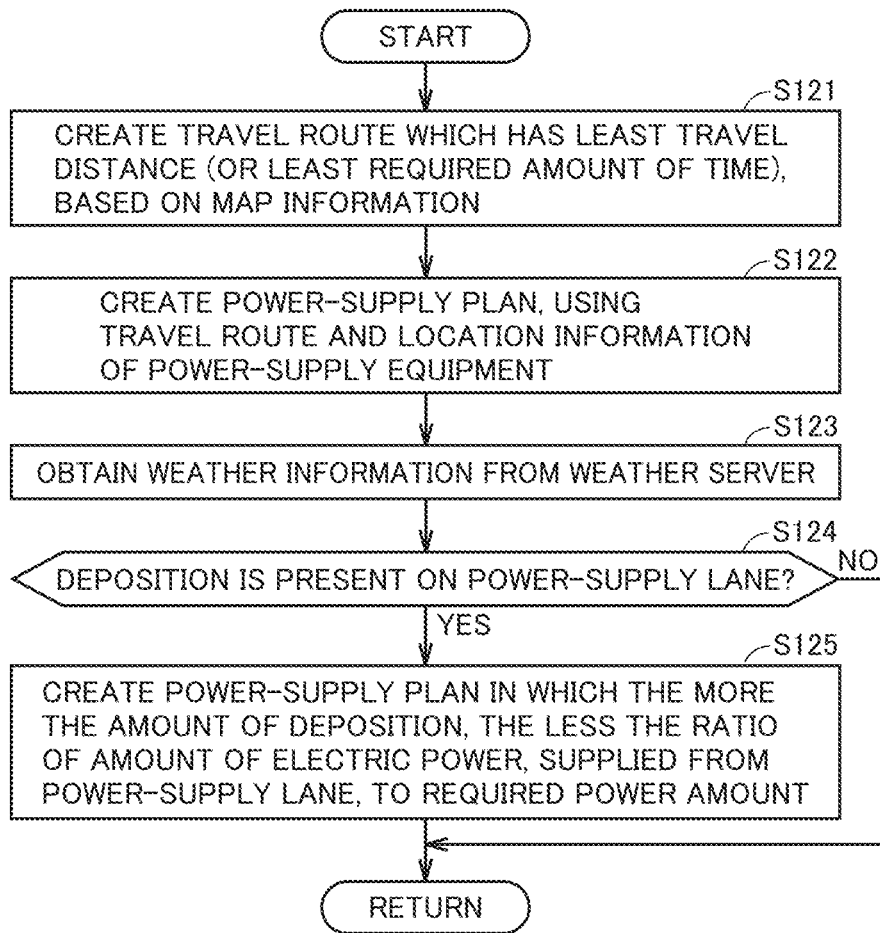 START
S121
CREATE TRAVEL ROUTE WHICH HAS LEAST TRAVEL
DISTANCE (OR LEAST REQUIRED AMOUNT OF TIME),
BASED ON MAP INFORMATION
S122
CREATE POWER-SUPPLY PLAN, USING
TRAVEL ROUTE AND LOCATION INFORMATION
OF POWER-SUPPLY EQUIPMENT
S123
OBTAIN WEATHER INFORMATION FROM WEATHER SERVER
S124
DEPOSITION IS PRESENT ON POWER-SUPPLY LANE?
NO
YES
S125
CREATE POWER-SUPPLY PLAN IN WHICH THE MORE
THE AMOUNT OF DEPOSITION, THE LESS THE RATIO
OF AMOUNT OF ELECTRIC POWER, SUPPLIED FROM
POWER-SUPPLY LANE, TO REQUIRED POWER AMOUNT
RETURN